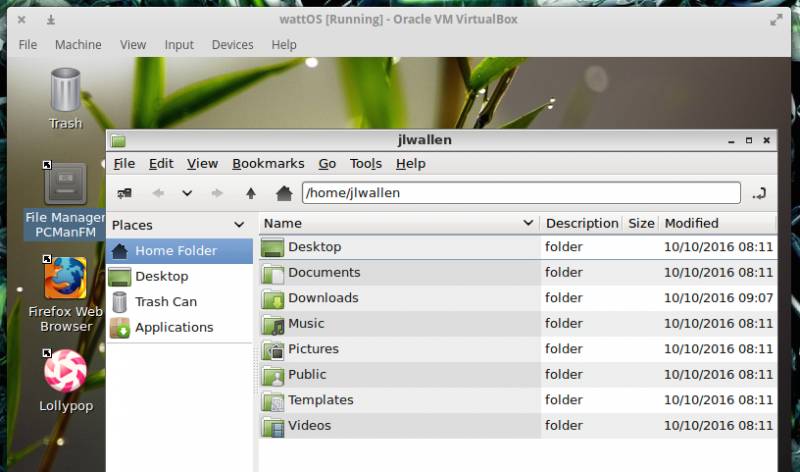 wattOS [Running] - Oracle VM VirtualBox
File Machine View Input Devices Help
Trash
File Manager
PCManFM
Firefox Web
Browser
Lollypop
jlwallen
File Edit View Bookmarks Go Tools Help
/home/jlwallen
Places
Home Folder
Desktop
Trash Can
Applications
Name Description Size Modified
Desktop folder 10/10/2016 08:11
Documents folder 10/10/2016 08:11
Downloads folder 10/10/2016 09:07
Music folder 10/10/2016 08:11
Pictures folder 10/10/2016 08:11
Public folder 10/10/2016 08:11
Templates folder 10/10/2016 08:11
Videos folder 10/10/2016 08:11